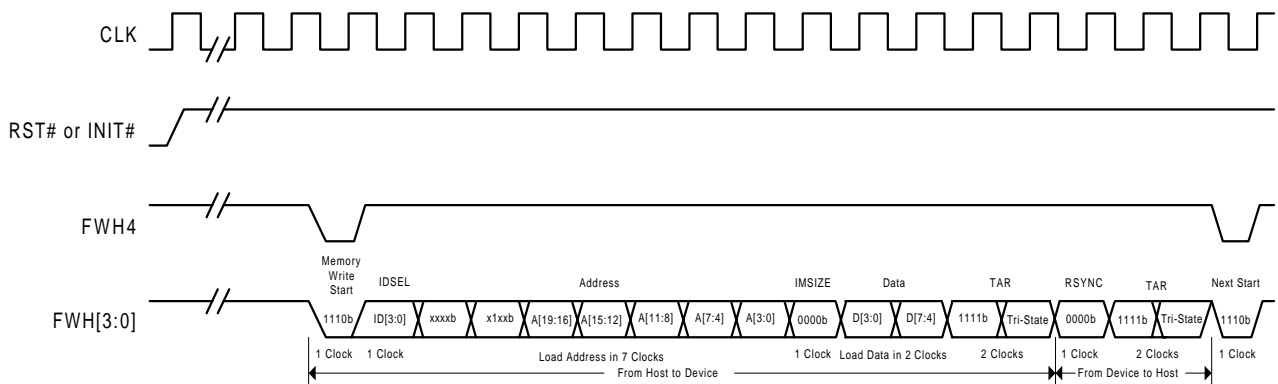 CLK
RST# or INIT#
FWH4
Memory
Write
Start
IDSEL
Address
IMSIZE
Data
TAR
RSYNC
TAR
Next Start
FWH[3:0]
1110b
ID[3:0]
xxxxb
x1xxb
A[19:16]
A[15:12]
A[11:8]
A[7:4]
A[3:0]
0000b
D[3:0]
D[7:4]
1111b
Tri-State
0000b
1111b
Tri-State
1110b
1 Clock
1 Clock
Load Address in 7 Clocks
1 Clock
Load Data in 2 Clocks
2 Clocks
1 Clock
2 Clocks
1 Clock
From Host to Device
From Device to Host